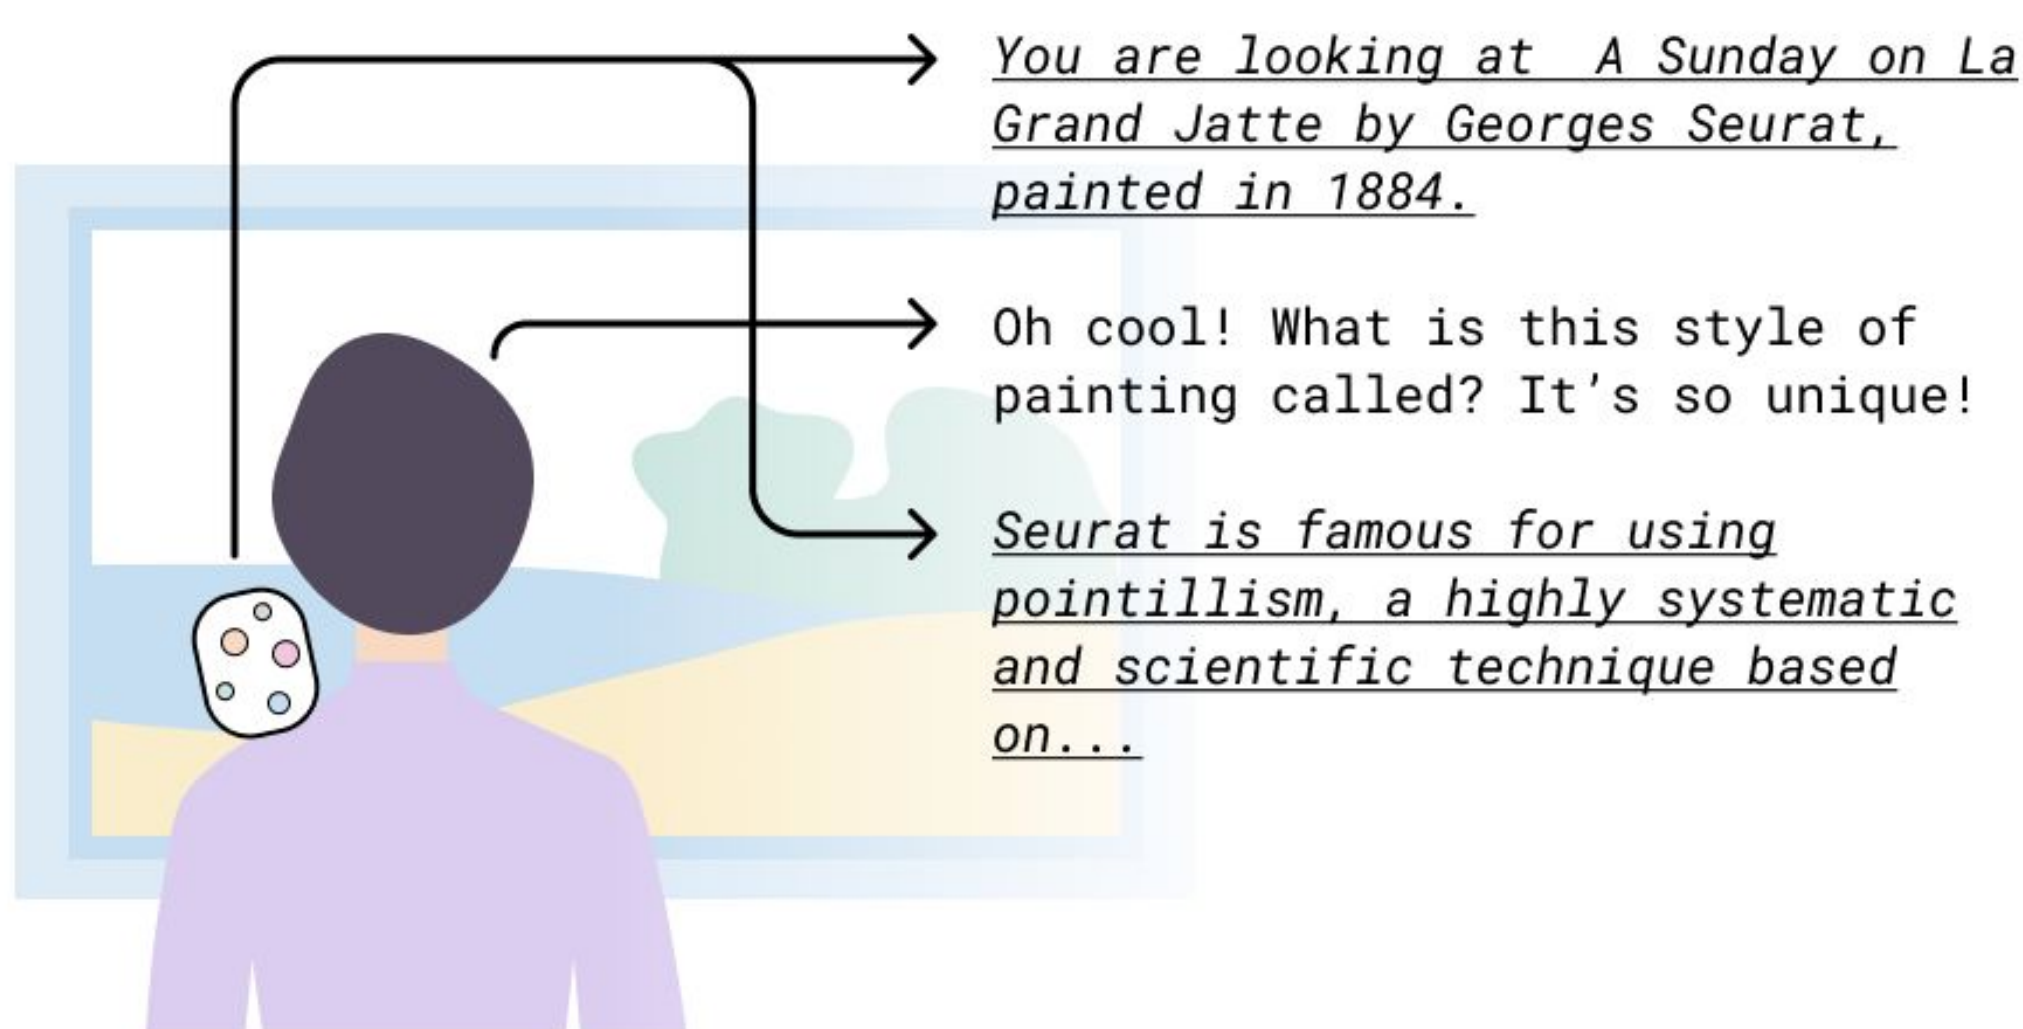 You are looking at  A Sunday on La
Grand Jatte by Georges Seurat,
painted in 1884.
Oh cool! What is this style of
painting called? It’s so unique!
Seurat is famous for using
pointillism, a highly systematic
and scientific technique based
on...